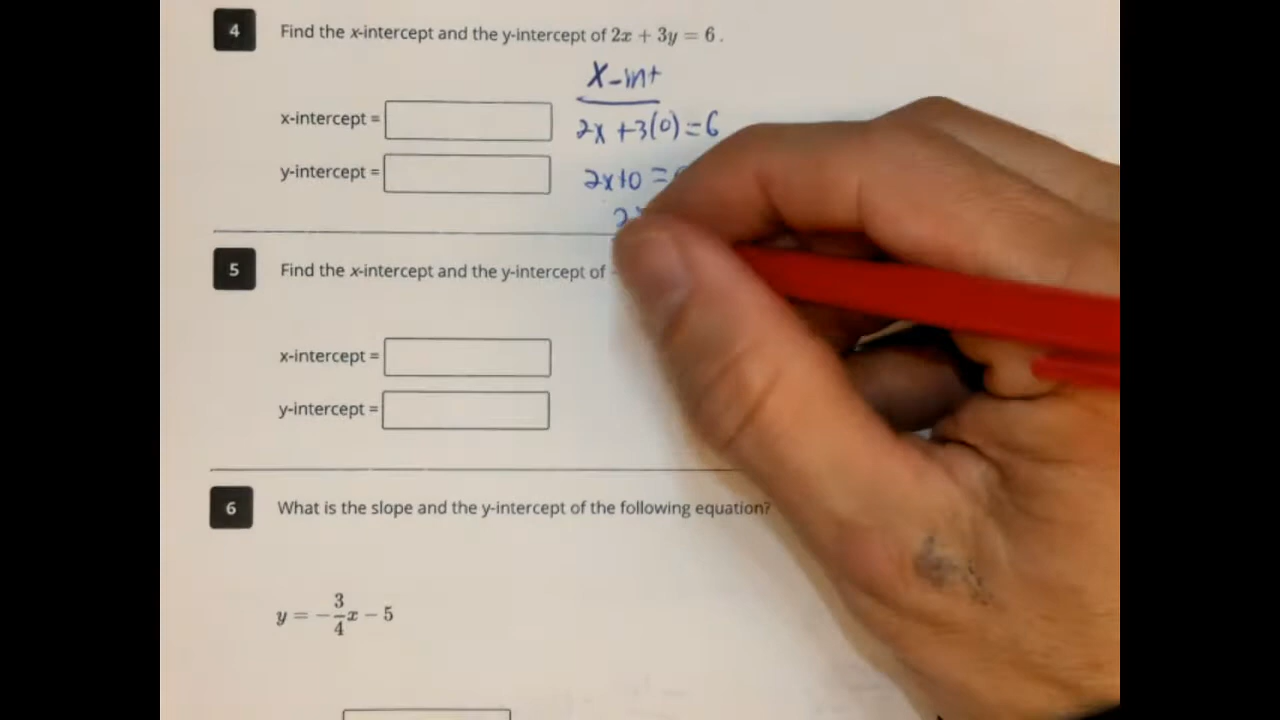 4 Find the x-intercept and the y-intercept of 2x + 3y = 6 .
x-int
x-intercept =
2x + 3(0) = 6
y-intercept =
2x+0 =
5 Find the x-intercept and the y-intercept of
x-intercept =
y-intercept =
6 What is the slope and the y-intercept of the following equation?
y = -\frac{3}{4}x - 5